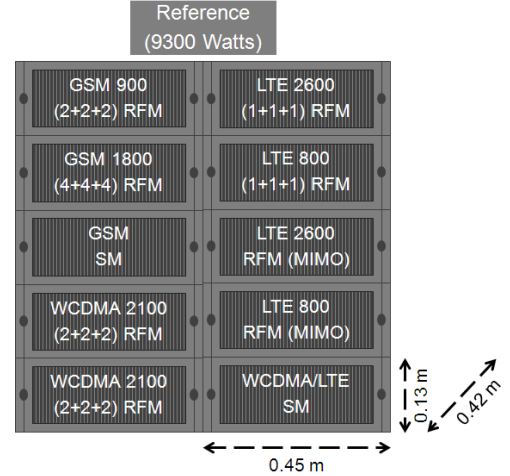 Reference
(9300 Watts)
GSM 900
(2+2+2) RFM
LTE 2600
(1+1+1) RFM
GSM 1800
(4+4+4) RFM
LTE 800
(1+1+1) RFM
GSM
SM
LTE 2600
RFM (MIMO)
WCDMA 2100
(2+2+2) RFM
LTE 800
RFM (MIMO)
WCDMA 2100
(2+2+2) RFM
WCDMA/LTE
SM
0.13 m
0.42 m
0.45 m